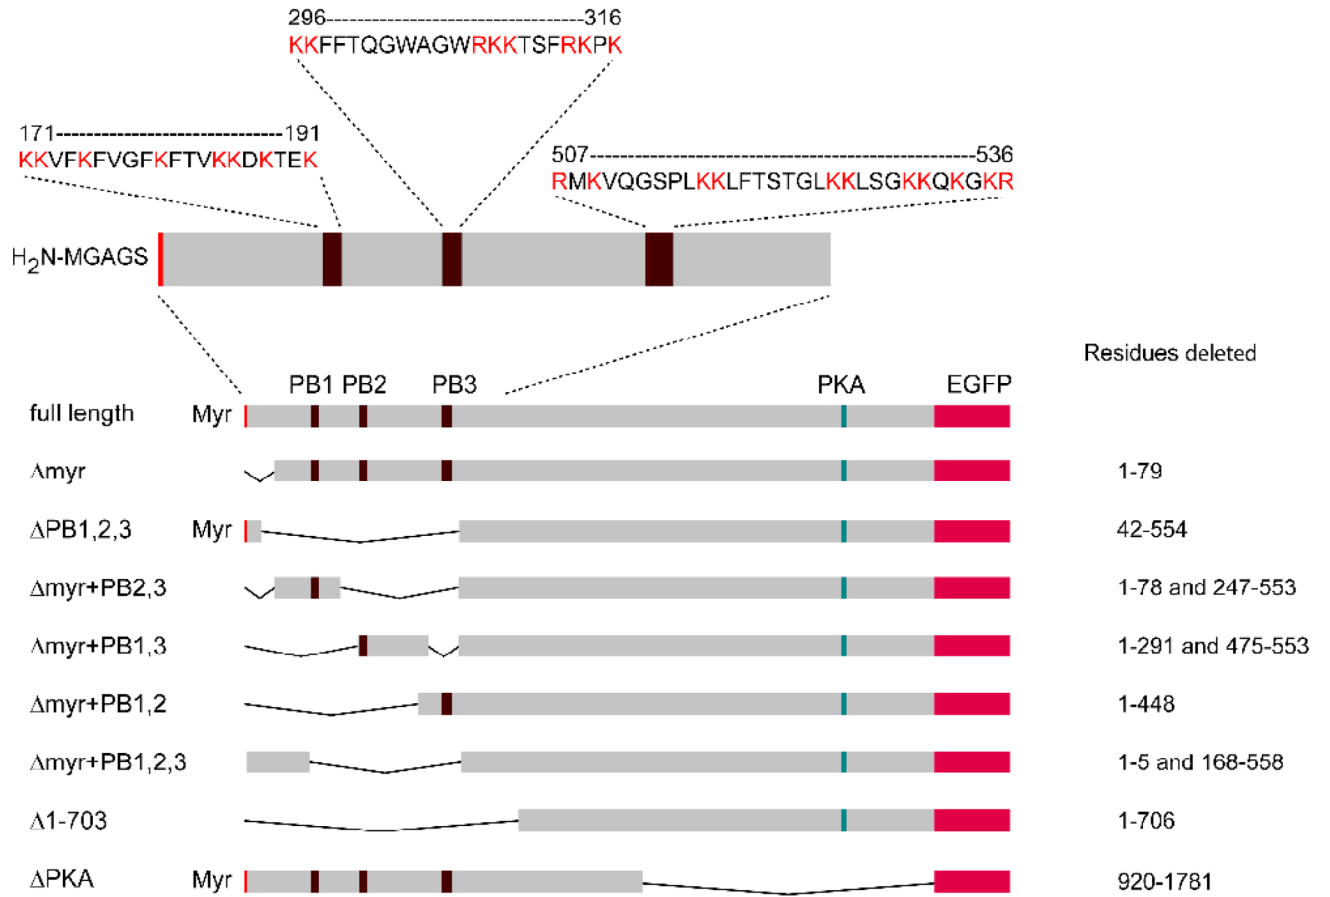 296-----------------------------------316
KKFFTQGWAGWRKKTSFRKPK
171------------------------------191
KKVFKFVGFKFTVKKDKTEK
507---------------------------------------------------536
RMKVQGSPLKKLFTSTGLKKLSGKKQKGKR
H2N-MGAGS
Residues deleted
PB1 PB2 PB3 PKA EGFP
full length Myr
Λmyr 1-79
ΔPB1,2,3 Myr 42-554
Δmyr+PB2,3 1-78 and 247-553
Λmyr+PB1,3 1-291 and 475-553
Δmyr+PB1,2 1-448
Δmyr+PB1,2,3 1-5 and 168-558
Δ1-703 1-706
ΔPKA Myr 920-1781